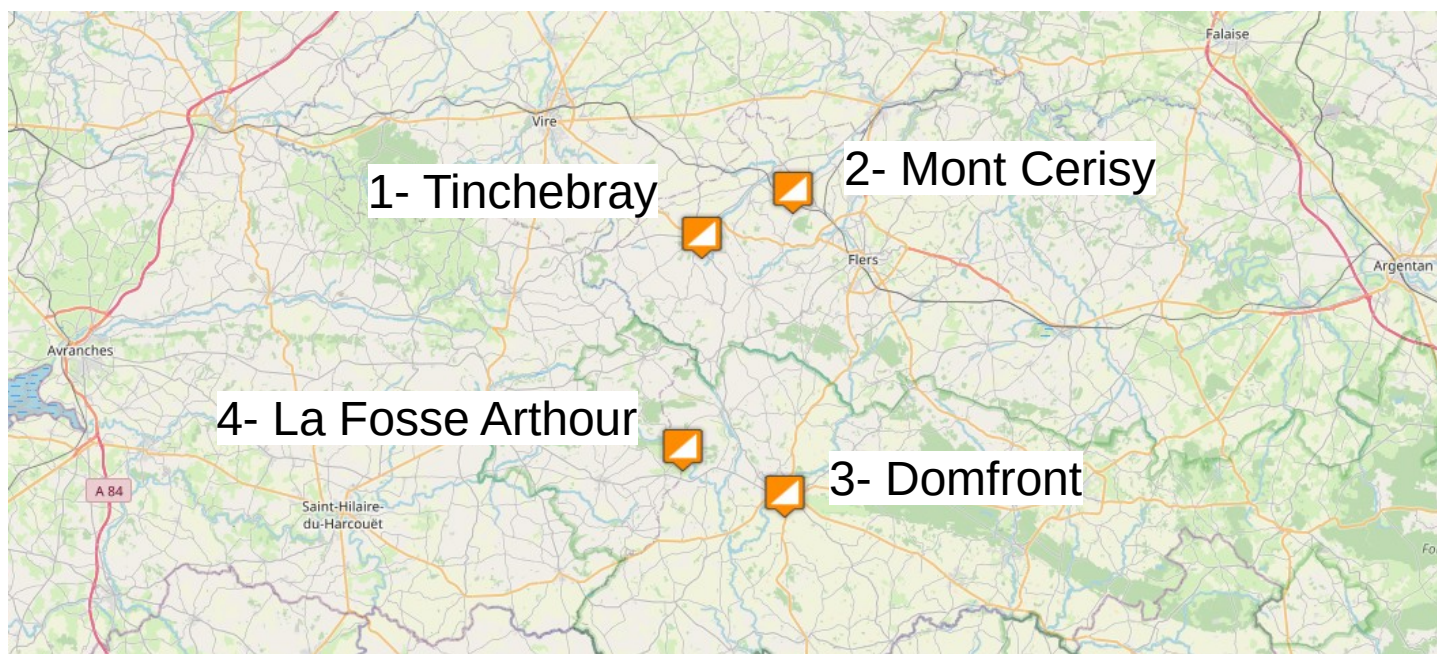 Falaise
Vire
2- Mont Cerisy
1- Tinchebray
Flers
Argentan
Avranches
4- La Fosse Arthour
3- Domfront
A 84
Saint-Hilaire-
du-Harcouët